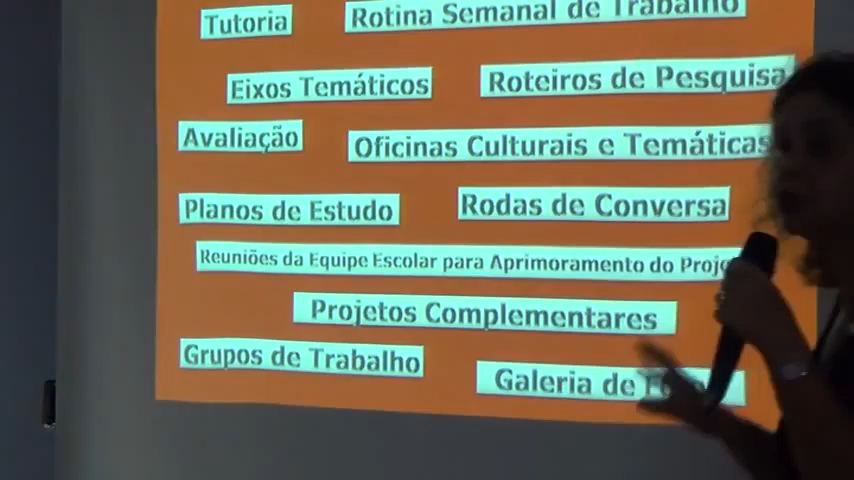 Tutoria
Rotina Semanal de Trabalho
Eixos Temáticos
Roteiros de Pesquisa
Avaliação
Oficinas Culturais e Temáticas
Planos de Estudo
Rodas de Conversa
Reuniões da Equipe Escolar para Aprimoramento do
Projetos Complementares
Grupos de Trabalho
Galeria de